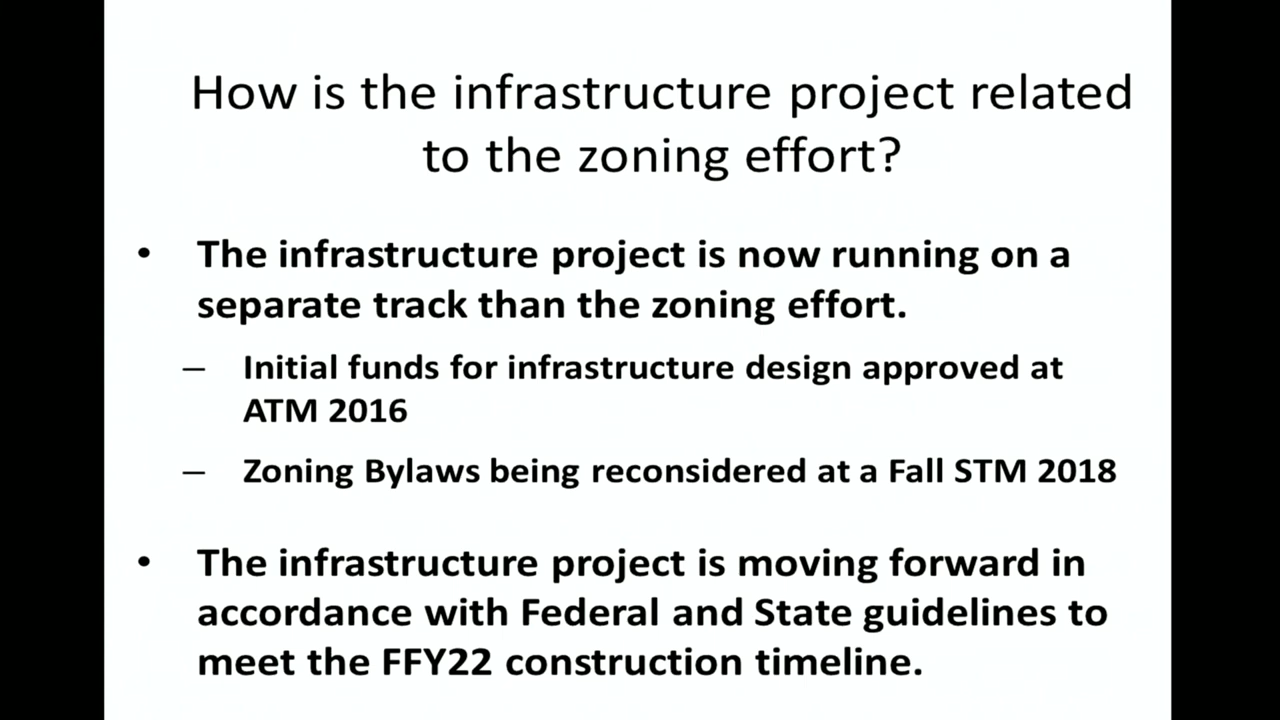 How is the infrastructure project related
to the zoning effort?
• The infrastructure project is now running on a
separate track than the zoning effort.
– Initial funds for infrastructure design approved at
ATM 2016
– Zoning Bylaws being reconsidered at a Fall STM 2018
• The infrastructure project is moving forward in
accordance with Federal and State guidelines to
meet the FFY22 construction timeline.